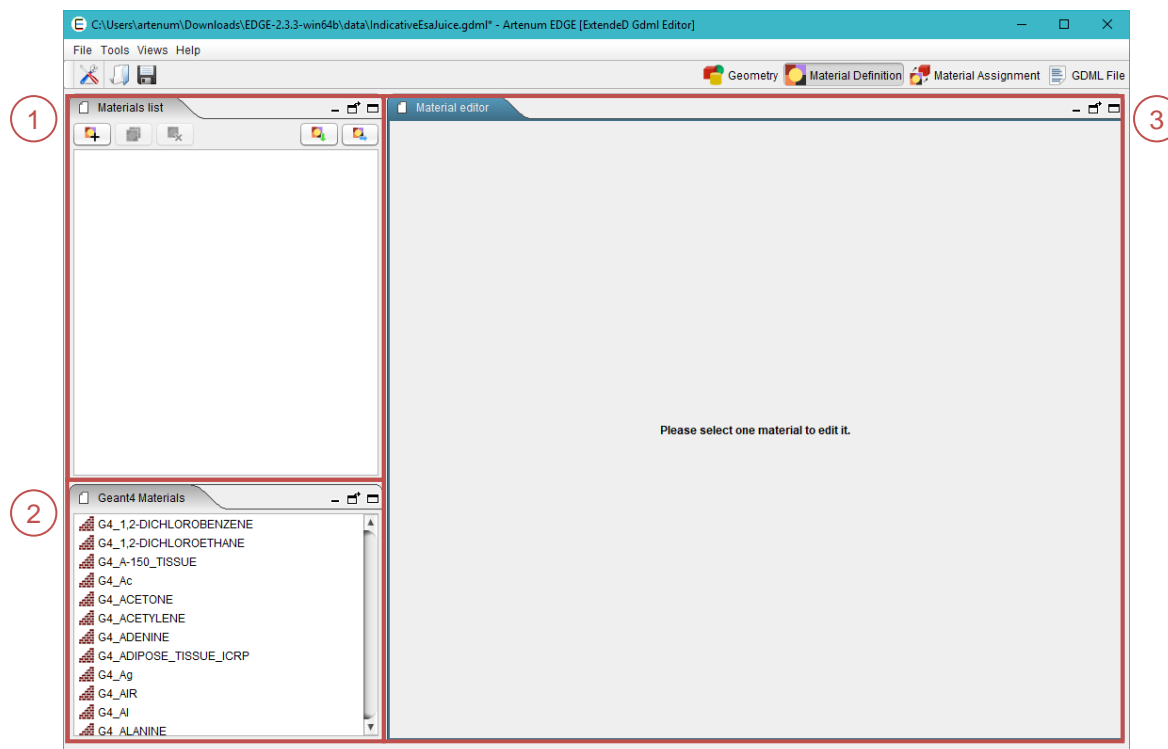 C:\Users\artenum\Downloads\EDGE-2.3.3-win64b\data\IndicativeEsaJuice.gdml* - Artenum EDGE [ExtendeD Gdml Editor]
File Tools Views Help
Geometry Material Definition Material Assignment GDML File
1
Materials list
Material editor
3
Please select one material to edit it.
2
Geant4 Materials
G4_1,2-DICHLOROBENZENE
G4_1,2-DICHLOROETHANE
G4_A-150_TISSUE
G4_Ac
G4_ACETONE
G4_ACETYLENE
G4_ADENINE
G4_ADIPOSE_TISSUE_ICRP
G4_Ag
G4_AIR
G4_Al
G4_ALANINE